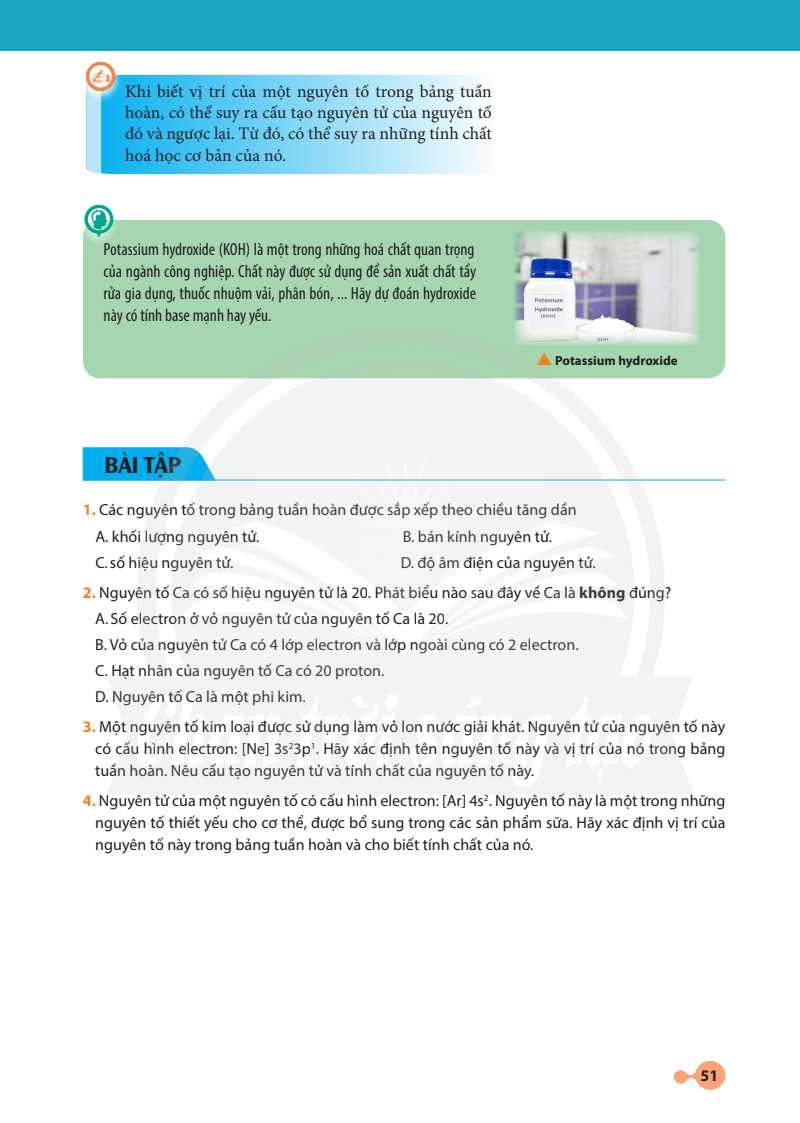 Khi biết vị trí của một nguyên tố trong bảng tuần
hoàn, có thể suy ra cấu tạo nguyên tử của nguyên tố
đó và ngược lại. Từ đó, có thể suy ra những tính chất
hoá học cơ bản của nó.
Potassium hydroxide (KOH) là một trong những hoá chất quan trọng
của ngành công nghiệp. Chất này được sử dụng để sản xuất chất tẩy
rửa gia dụng, thuốc nhuộm vải, phân bón, ... Hãy dự đoán hydroxide
này có tính base mạnh hay yếu.
Potassium
Hydroxide
(KOH)
KOH
Potassium hydroxide
BÀI TẬP
1. Các nguyên tố trong bảng tuần hoàn được sắp xếp theo chiều tăng dần
A. khối lượng nguyên tử. B. bán kính nguyên tử.
C. số hiệu nguyên tử. D. độ âm điện của nguyên tử.
2. Nguyên tố Ca có số hiệu nguyên tử là 20. Phát biểu nào sau đây về Ca là không đúng?
A. Số electron ở vỏ nguyên tử của nguyên tố Ca là 20.
B. Vỏ của nguyên tử Ca có 4 lớp electron và lớp ngoài cùng có 2 electron.
C. Hạt nhân của nguyên tố Ca có 20 proton.
D. Nguyên tố Ca là một phi kim.
3. Một nguyên tố kim loại được sử dụng làm vỏ lon nước giải khát. Nguyên tử của nguyên tố này
có cấu hình electron: [Ne] 3s²3p¹. Hãy xác định tên nguyên tố này và vị trí của nó trong bảng
tuần hoàn. Nêu cấu tạo nguyên tử và tính chất của nguyên tố này.
4. Nguyên tử của một nguyên tố có cấu hình electron: [Ar] 4s². Nguyên tố này là một trong những
nguyên tố thiết yếu cho cơ thể, được bổ sung trong các sản phẩm sữa. Hãy xác định vị trí của
nguyên tố này trong bảng tuần hoàn và cho biết tính chất của nó.
Chân trời sáng tạo
51